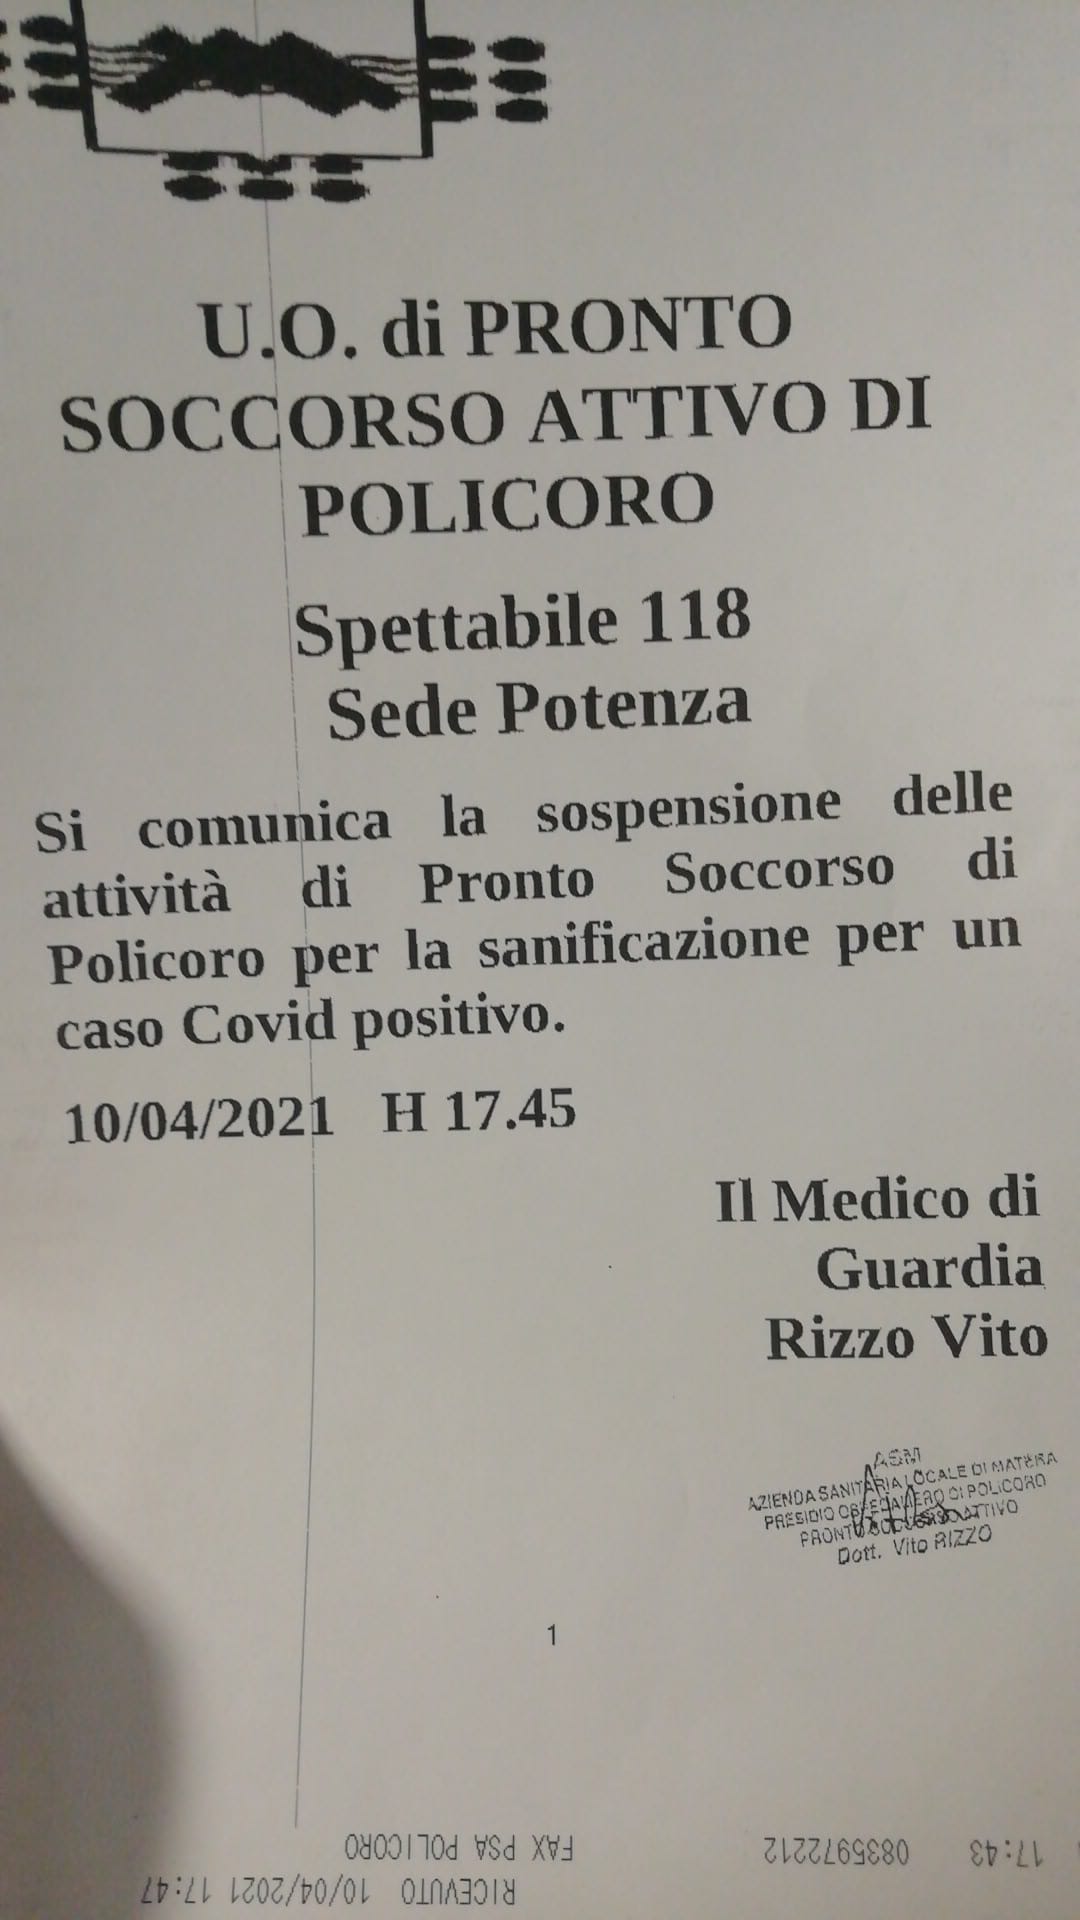 U.O. di PRONTO
SOCCORSO ATTIVO DI
POLICORO
Spettabile 118
Sede Potenza
Si comunica la sospensione delle
attività di Pronto Soccorso di
Policoro per la sanificazione per un
caso Covid positivo.
10/04/2021 H 17.45
Il Medico di
Guardia
Rizzo Vito
ASM
AZIENDA SANITARIA LOCALE DI MATERA
PRESIDIO OSPEDALIERO DI POLICORO
PRONTO SOCCORSO ATTIVO
Dott. Vito RIZZO
1
17:43 0835972212 FAX PSA POLICORO
RICEVUTO 10/04/2021 17:47